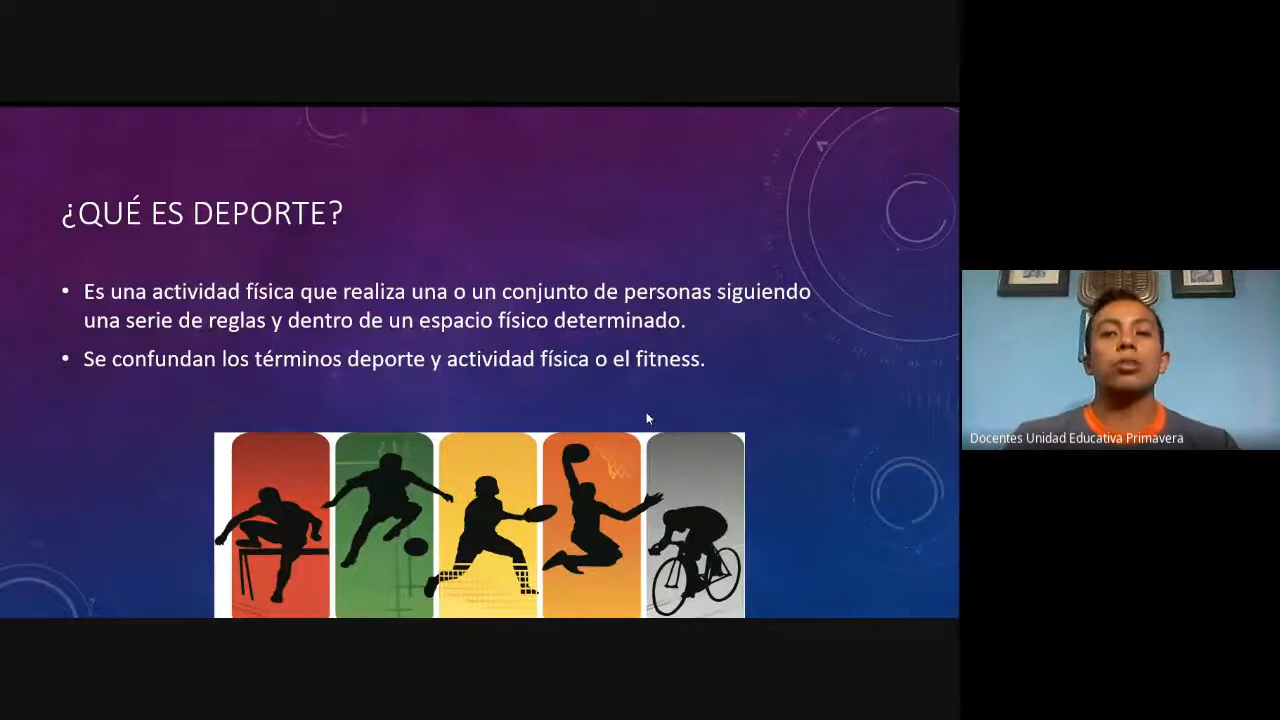 ¿QUÉ ES DEPORTE?
• Es una actividad física que realiza una o un conjunto de personas siguiendo
una serie de reglas y dentro de un espacio físico determinado.
• Se confundan los términos deporte y actividad física o el fitness.
Docentes Unidad Educativa Primavera